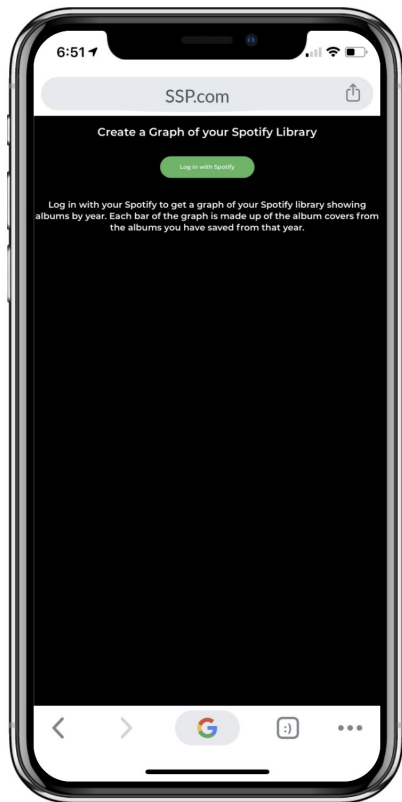 6:51
SSP.com
Create a Graph of your Spotify Library
Log in with Spotify
Log in with your Spotify to get a graph of your Spotify library showing
albums by year. Each bar of the graph is made up of the album covers from
the albums you have saved from that year.
G
:)